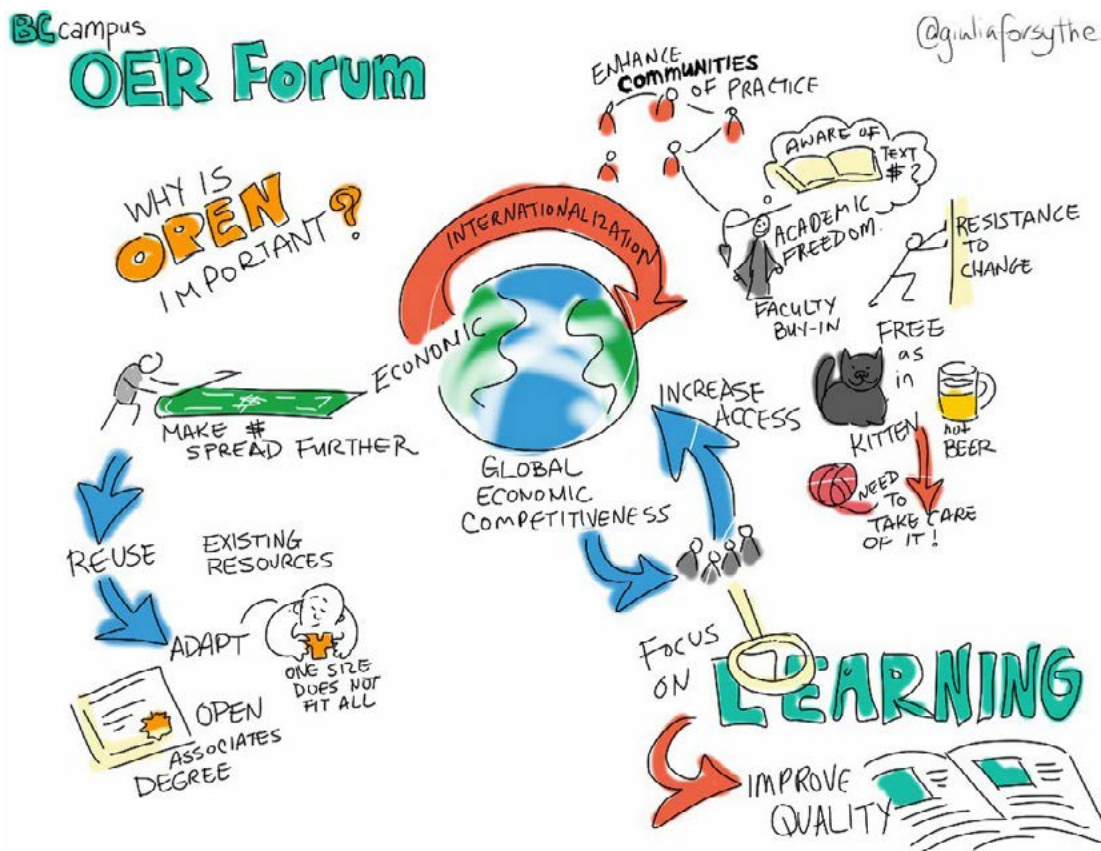 BCcampus
OER Forum
@giuliaforsythe
WHY IS
OPEN
IMPORTANT?
ENHANCE
COMMUNITIES
OF PRACTICE
AWARE OF
TEXT
$?
ACADEMIC
FREEDOM.
FACULTY
BUY-IN
RESISTANCE
TO
CHANGE
INTERNATIONALIZATION
ECONOMIC
$
MAKE $
SPREAD FURTHER
GLOBAL
ECONOMIC
COMPETITIVENESS
INCREASE
ACCESS
FREE
as
in
KITTEN
not
BEER
NEED
TO
TAKE CARE
OF IT!
REUSE
EXISTING
RESOURCES
ADAPT
ONE SIZE
DOES NOT
FIT ALL
OPEN
ASSOCIATES
DEGREE
FOCUS
ON
LEARNING
IMPROVE
QUALITY